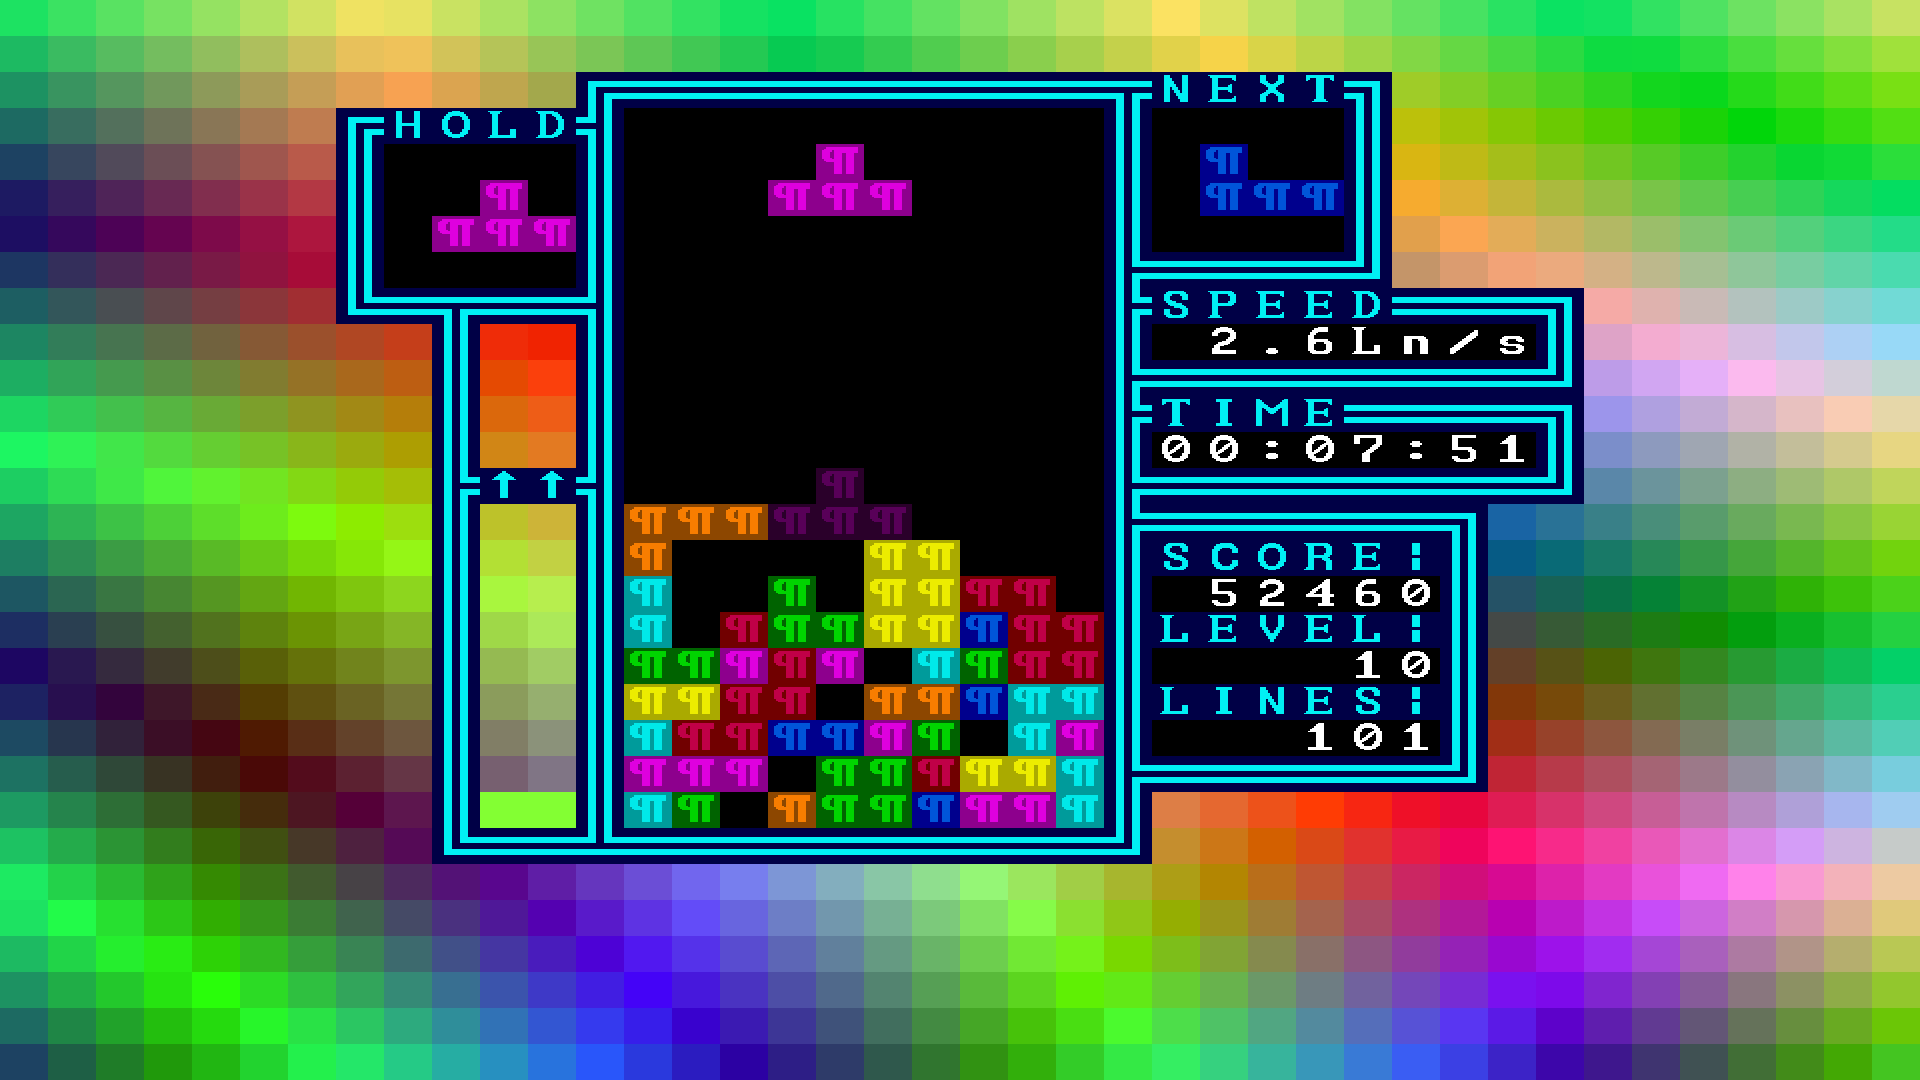 NEXT
HOLD
SPEED
2.6Ln/s
TIME
00:07:51
↑↑
SCORE:
52460
LEVEL:
10
LINES:
101